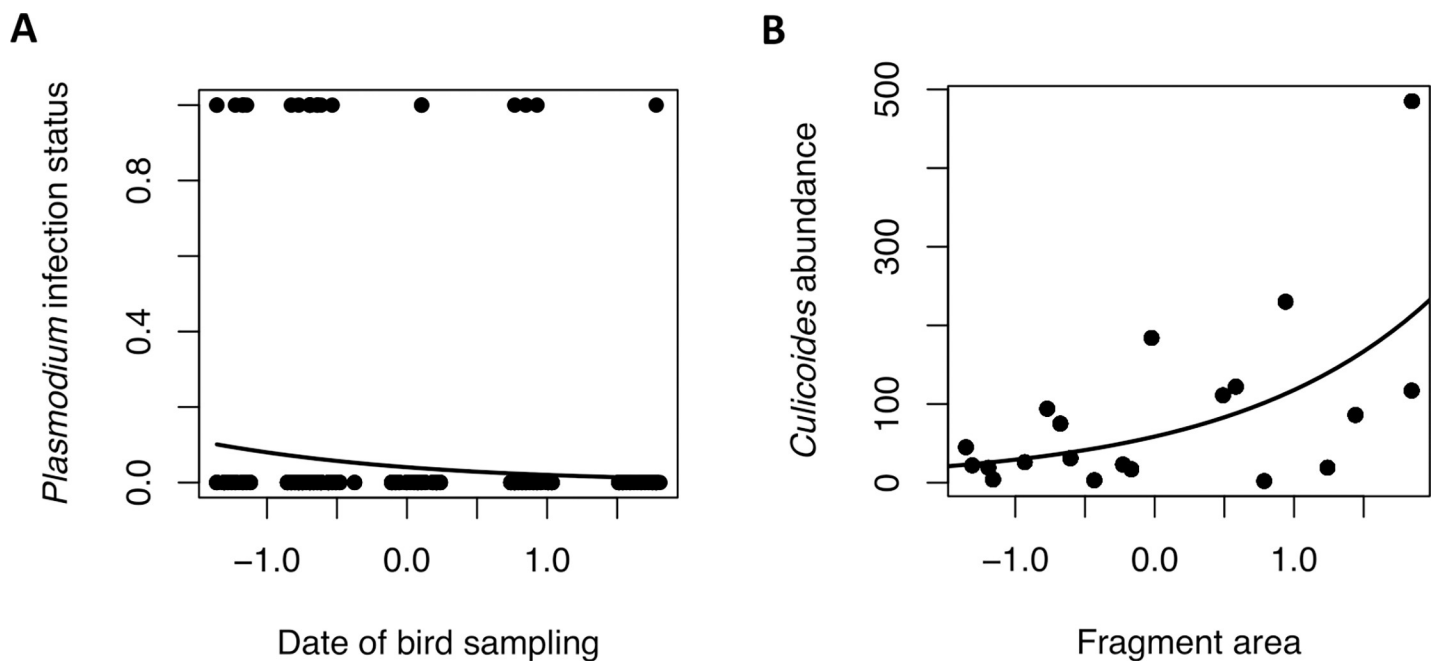 A
Plasmodium infection status
0.8
0.4
0.0
−1.0 0.0 1.0
Date of bird sampling
B
Culicoides abundance
500
300
100
0
−1.0 0.0 1.0
Fragment area